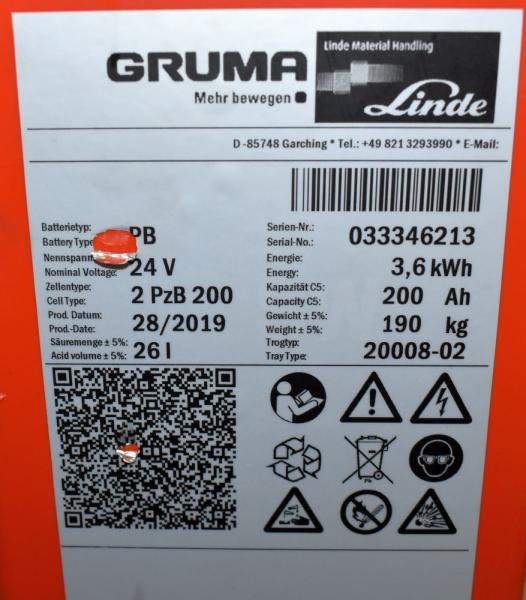 GRUMA
Mehr bewegen
Linde Material Handling
Linde
D-85748 Garching * Tel.: +49 821 3293990 * E-Mail:
Batterietyp:
Battery Type PB
Nominal Voltage: 24 V
Zellentype:
Cell Type: 2 PzB 200
Prod. Datum:
Prod.-Date: 28/2019
Säuremenge ± 5%:
Acid volume ± 5%: 26 l
Serien-Nr.:
Serial-No.: 033346213
Energie:
Energy: 3,6 kWh
Kapazität C5:
Capacity C5: 200 Ah
Gewicht ± 5%:
Weight ± 5%: 190 kg
Trogtyp:
Tray Type: 20008-02